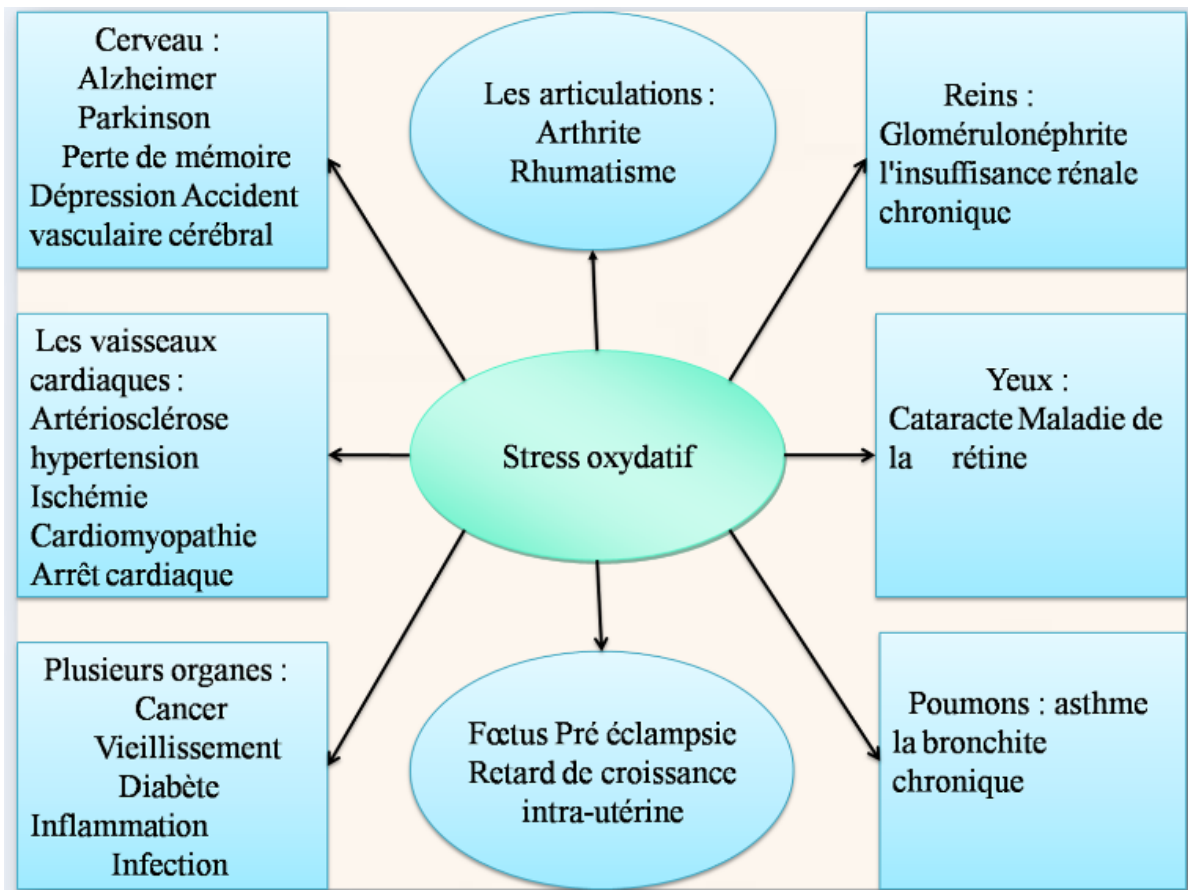 Cerveau :
Alzheimer
Parkinson
Perte de mémoire
Dépression Accident
vasculaire cérébral
Les articulations :
Arthrite
Rhumatisme
Reins :
Glomérulonéphrite
l'insuffisance rénale
chronique
Les vaisseaux
cardiaques :
Artériosclérose
hypertension
Ischémie
Cardiomyopathie
Arrêt cardiaque
Stress oxydatif
Yeux :
Cataracte Maladie de
la rétine
Plusieurs organes :
Cancer
Vieillissement
Diabète
Inflammation
Infection
Fœtus Pré éclampsie
Retard de croissance
intra-utérine
Poumons : asthme
la bronchite
chronique